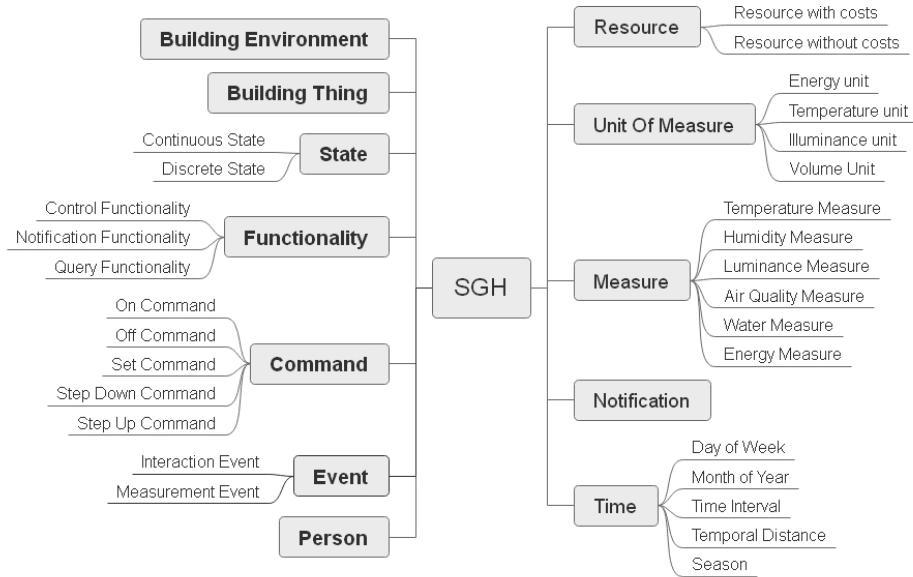 Building Environment
Building Thing
Continuous State
Discrete State
State
Control Functionality
Notification Functionality
Query Functionality
Functionality
On Command
Off Command
Set Command
Step Down Command
Step Up Command
Command
Interaction Event
Measurement Event
Event
Person
SGH
Resource
Resource with costs
Resource without costs
Unit Of Measure
Energy unit
Temperature unit
Illuminance unit
Volume Unit
Measure
Temperature Measure
Humidity Measure
Luminance Measure
Air Quality Measure
Water Measure
Energy Measure
Notification
Time
Day of Week
Month of Year
Time Interval
Temporal Distance
Season